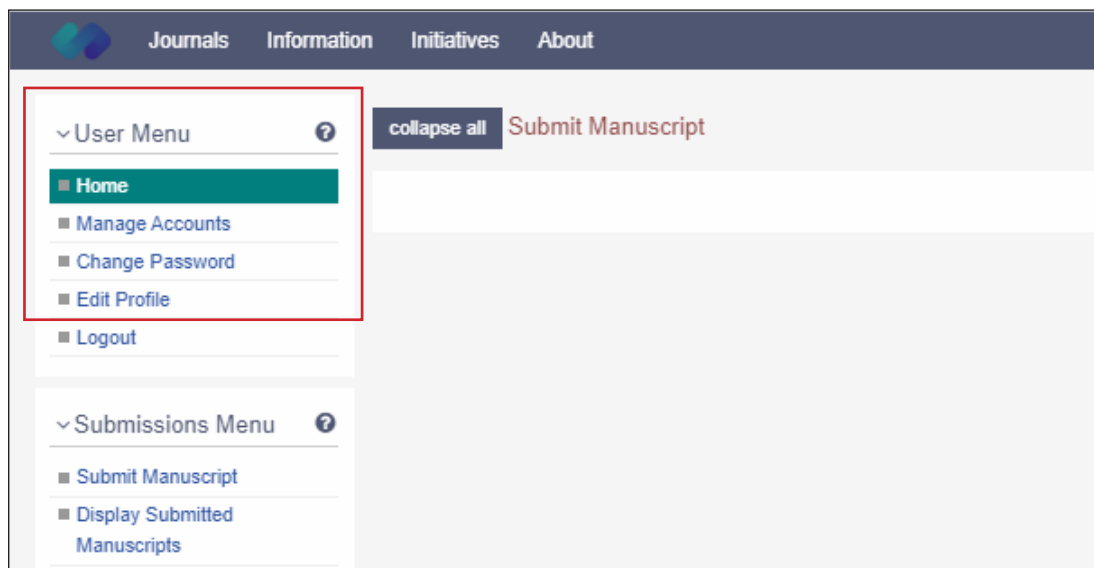 Journals Information Initiatives About
User Menu
collapse all Submit Manuscript
Home
Manage Accounts
Change Password
Edit Profile
Logout
Submissions Menu
Submit Manuscript
Display Submitted
Manuscripts